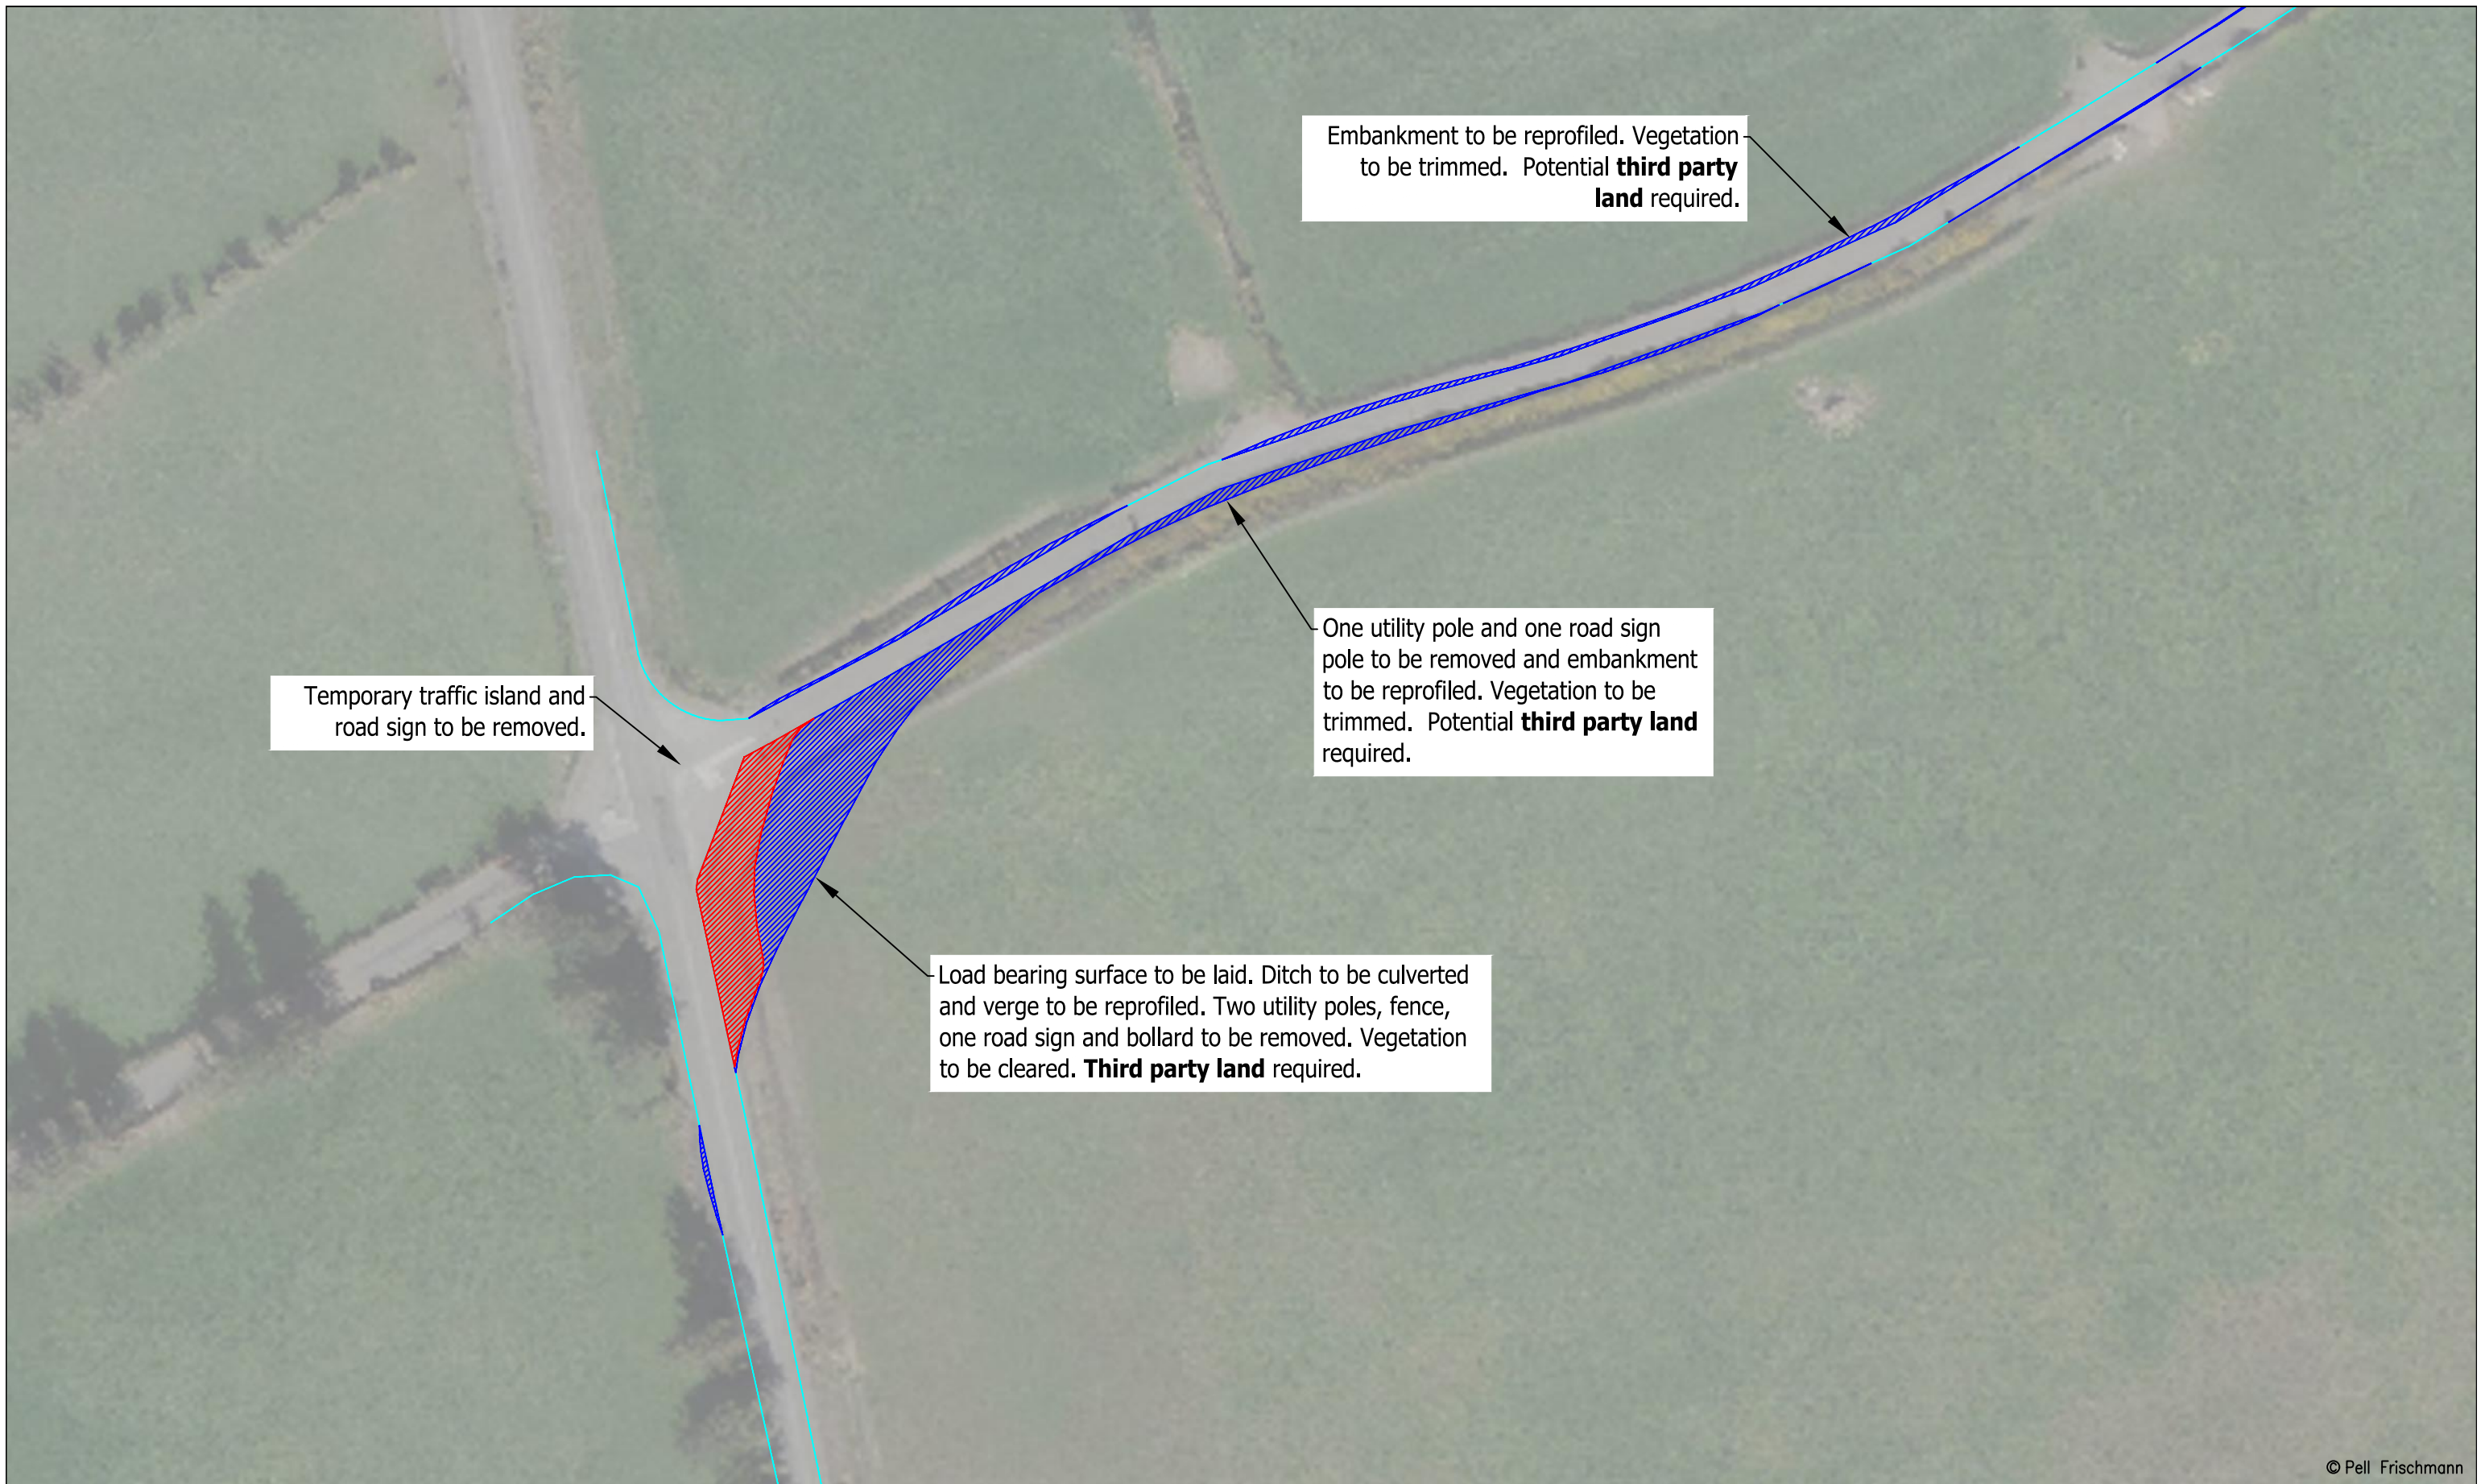 Embankment to be reprofiled. Vegetation
to be trimmed. Potential third party
land required.
One utility pole and one road sign
pole to be removed and embankment
to be reprofiled. Vegetation to be
trimmed. Potential third party land
required.
Temporary traffic island and
road sign to be removed.
Load bearing surface to be laid. Ditch to be culverted
and verge to be reprofiled. Two utility poles, fence,
one road sign and bollard to be removed. Vegetation
to be cleared. Third party land required.
© Pell Frischmann